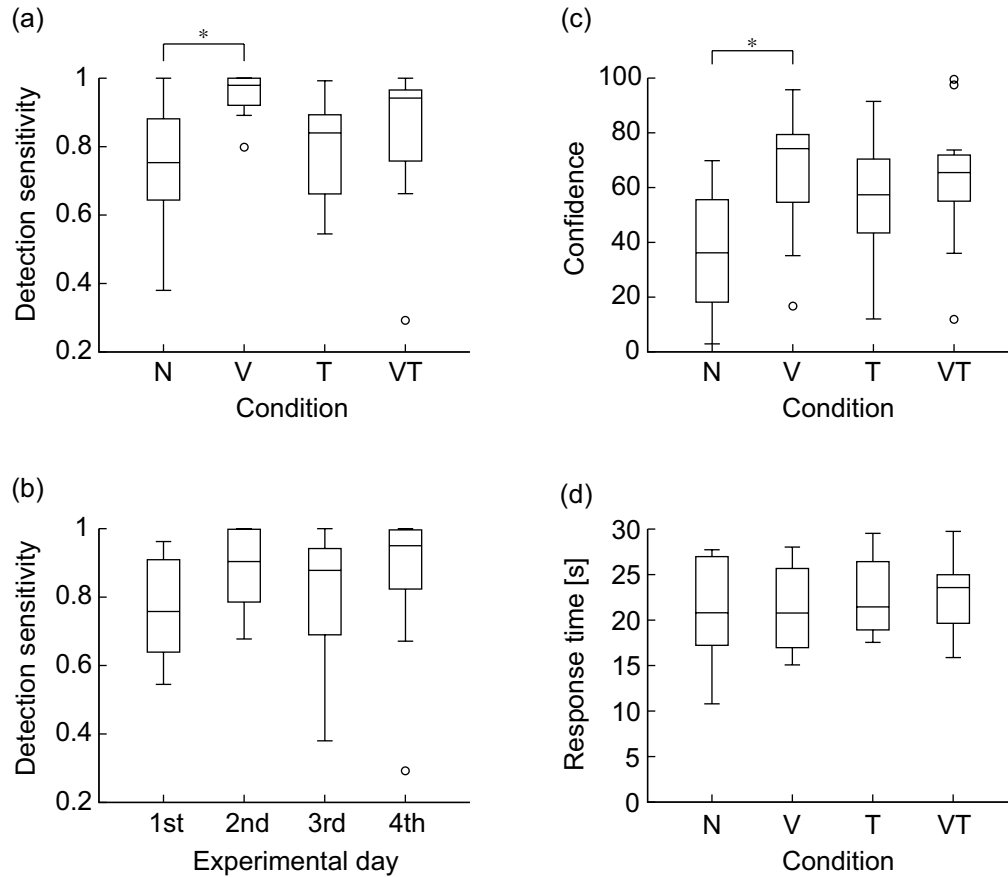 (a)
*
Detection sensitivity
1
0.8
0.6
0.4
0.2
N V T VT
Condition
(c)
*
Confidence
100
80
60
40
20
0
N V T VT
Condition
(b)
Detection sensitivity
1
0.8
0.6
0.4
0.2
1st 2nd 3rd 4th
Experimental day
(d)
Response time [s]
30
25
20
15
10
5
0
N V T VT
Condition